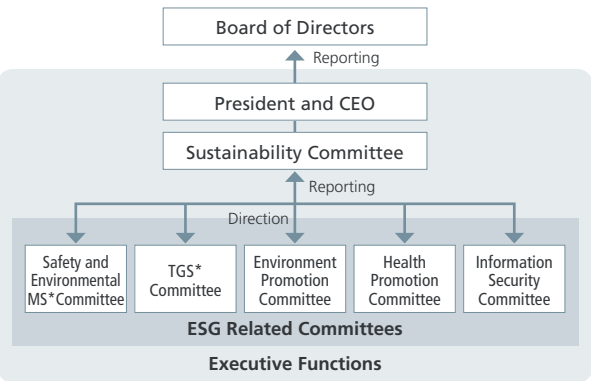 Board of Directors
Reporting
President and CEO
Sustainability Committee
Reporting
Direction
Safety and
Environmental
MS*Committee
TGS*
Committee
Environment
Promotion
Committee
Health
Promotion
Committee
Information
Security
Committee
ESG Related Committees
Executive Functions